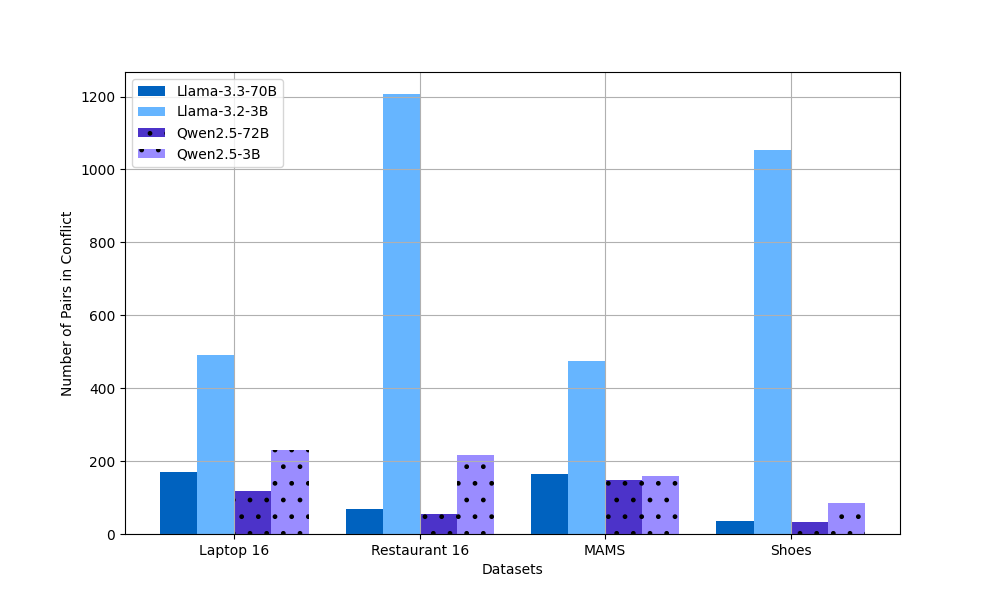 Llama-3.3-70B
Llama-3.2-3B
Qwen2.5-72B
Qwen2.5-3B
1200
1000
800
600
400
200
0
Number of Pairs in Conflict
Laptop 16 Restaurant 16 MAMS Shoes
Datasets